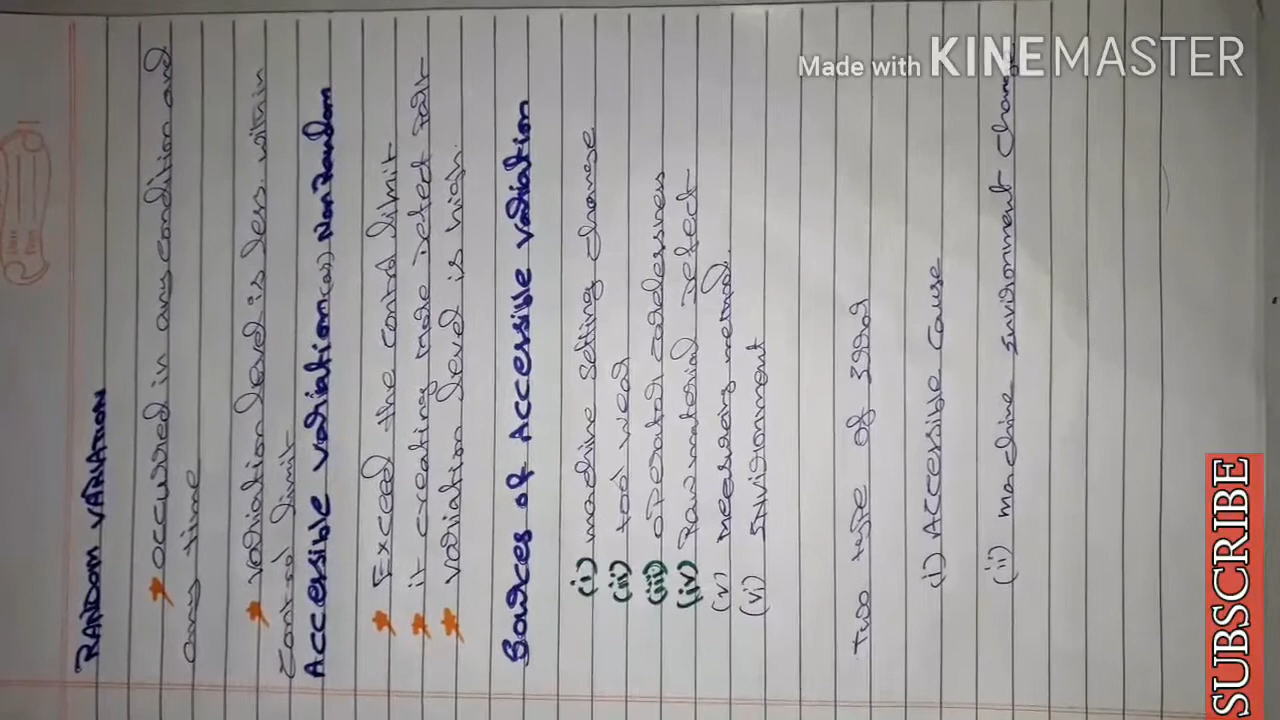 RANDOM VARIATION
* occurred in any condition and
any time
* variation level is less. within
control limit
Accessible variation (or) Non Random
* Exceed the control limit
* it creating more Defect rate
* variation level is high.
Sources of Accessible variation
(i) machine setting change
(ii) tool wear
(iii) operator carelessness
(iv) Raw material Defect
(v) method.
(vi) Environment
two type of error
(i) Accessible cause
(ii) machine environment change
Made with KINEMASTER
SUBSCRIBE